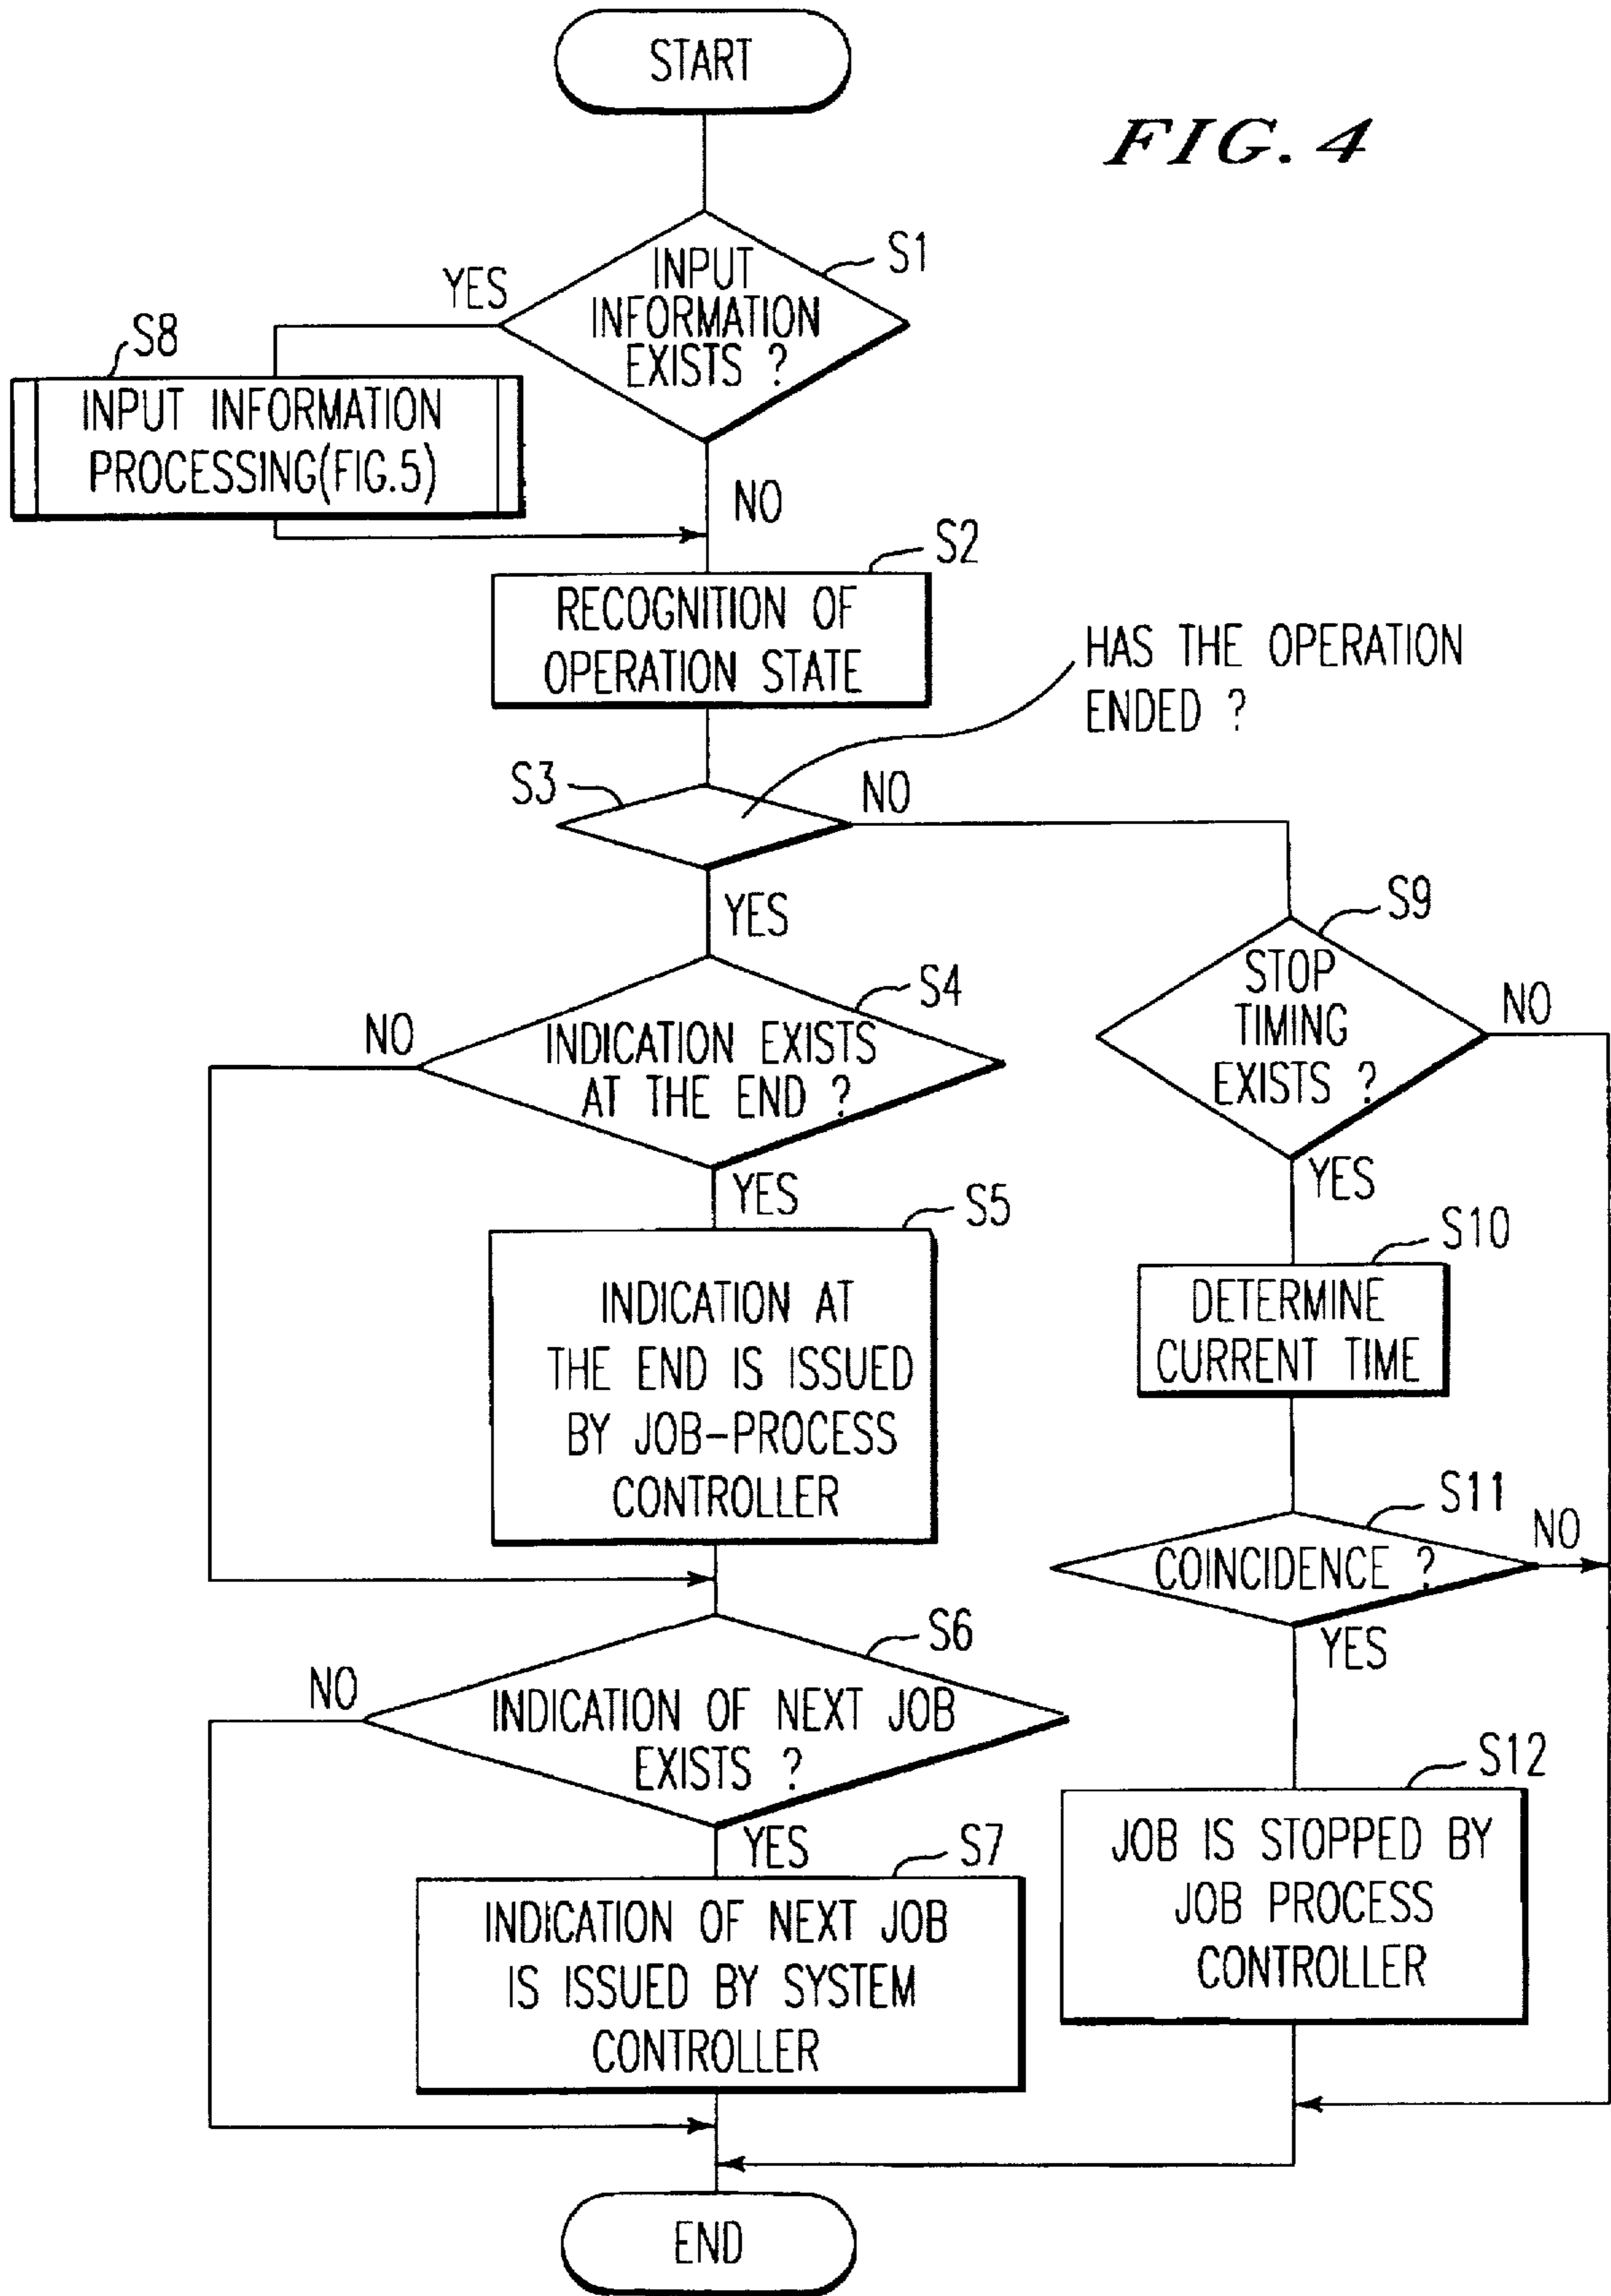 START
FIG. 4
S1
INPUT
INFORMATION
EXISTS ?
YES
S8
INPUT INFORMATION
PROCESSING(FIG.5)
NO
S2
RECOGNITION OF
OPERATION STATE
HAS THE OPERATION
ENDED ?
S3
NO
YES
S9
STOP
TIMING
EXISTS ?
NO
YES
S4
NO
INDICATION EXISTS
AT THE END ?
YES
S5
INDICATION AT
THE END IS ISSUED
BY JOB-PROCESS
CONTROLLER
S10
DETERMINE
CURRENT TIME
S11
COINCIDENCE ?
NO
YES
S6
NO
INDICATION OF NEXT JOB
EXISTS ?
YES
S7
INDICATION OF NEXT JOB
IS ISSUED BY SYSTEM
CONTROLLER
S12
JOB IS STOPPED BY
JOB PROCESS
CONTROLLER
END